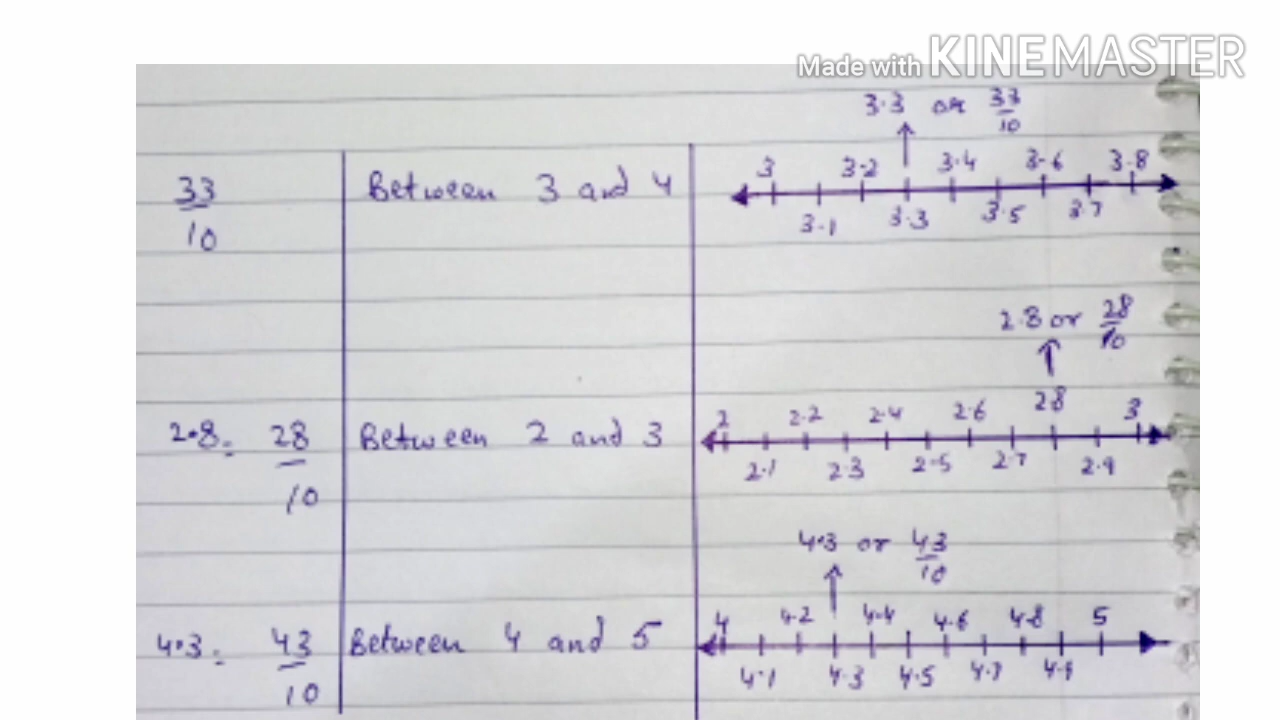 Made with KINEMASTER
3.3 or 33/10
33/10 Between 3 and 4
3 3.2 3.4 3.6 3.8
3.1 3.3 3.5 3.7
2.8 or 28/10
2.8 = 28/10 Between 2 and 3
2 2.2 2.4 2.6 2.8 3
2.1 2.3 2.5 2.7 2.9
4.3 or 43/10
4.3 = 43/10 Between 4 and 5
4 4.2 4.4 4.6 4.8 5
4.1 4.3 4.5 4.7 4.9